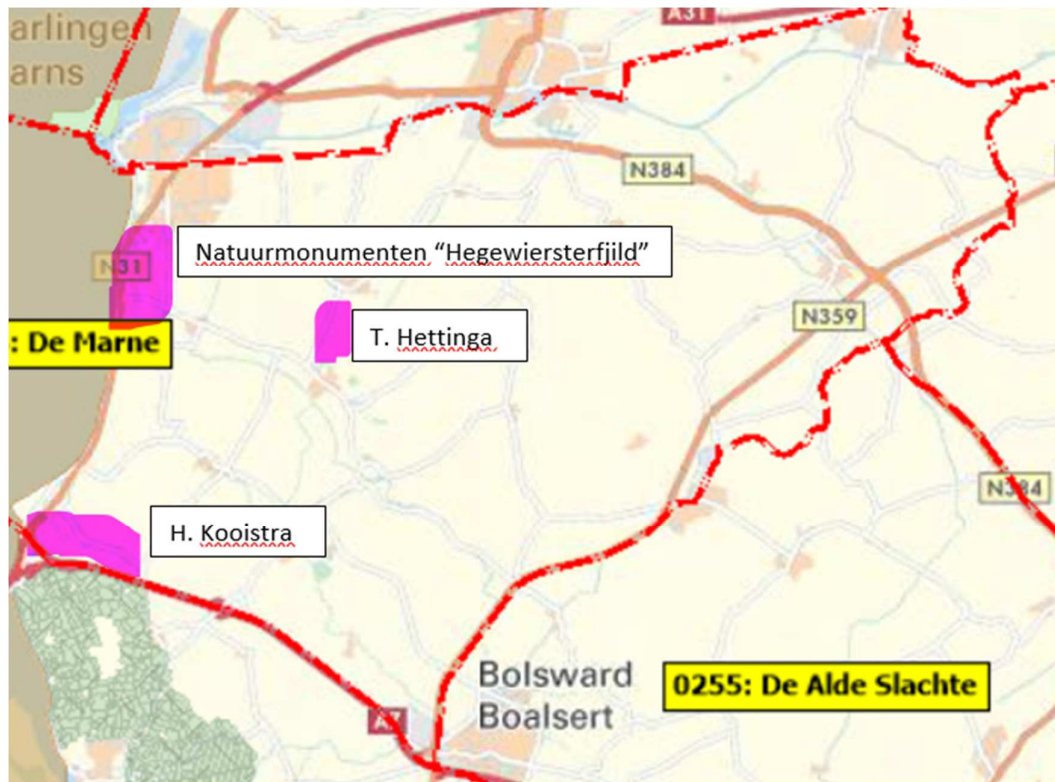 arlingen
arns
A31
N384
Natuurmonumenten “Hegewiersterfjild”
N31
T. Hettinga
N359
: De Marne
N384
H. Kooistra
Bolsward
Boalsert
0255: De Alde Slachte
A7